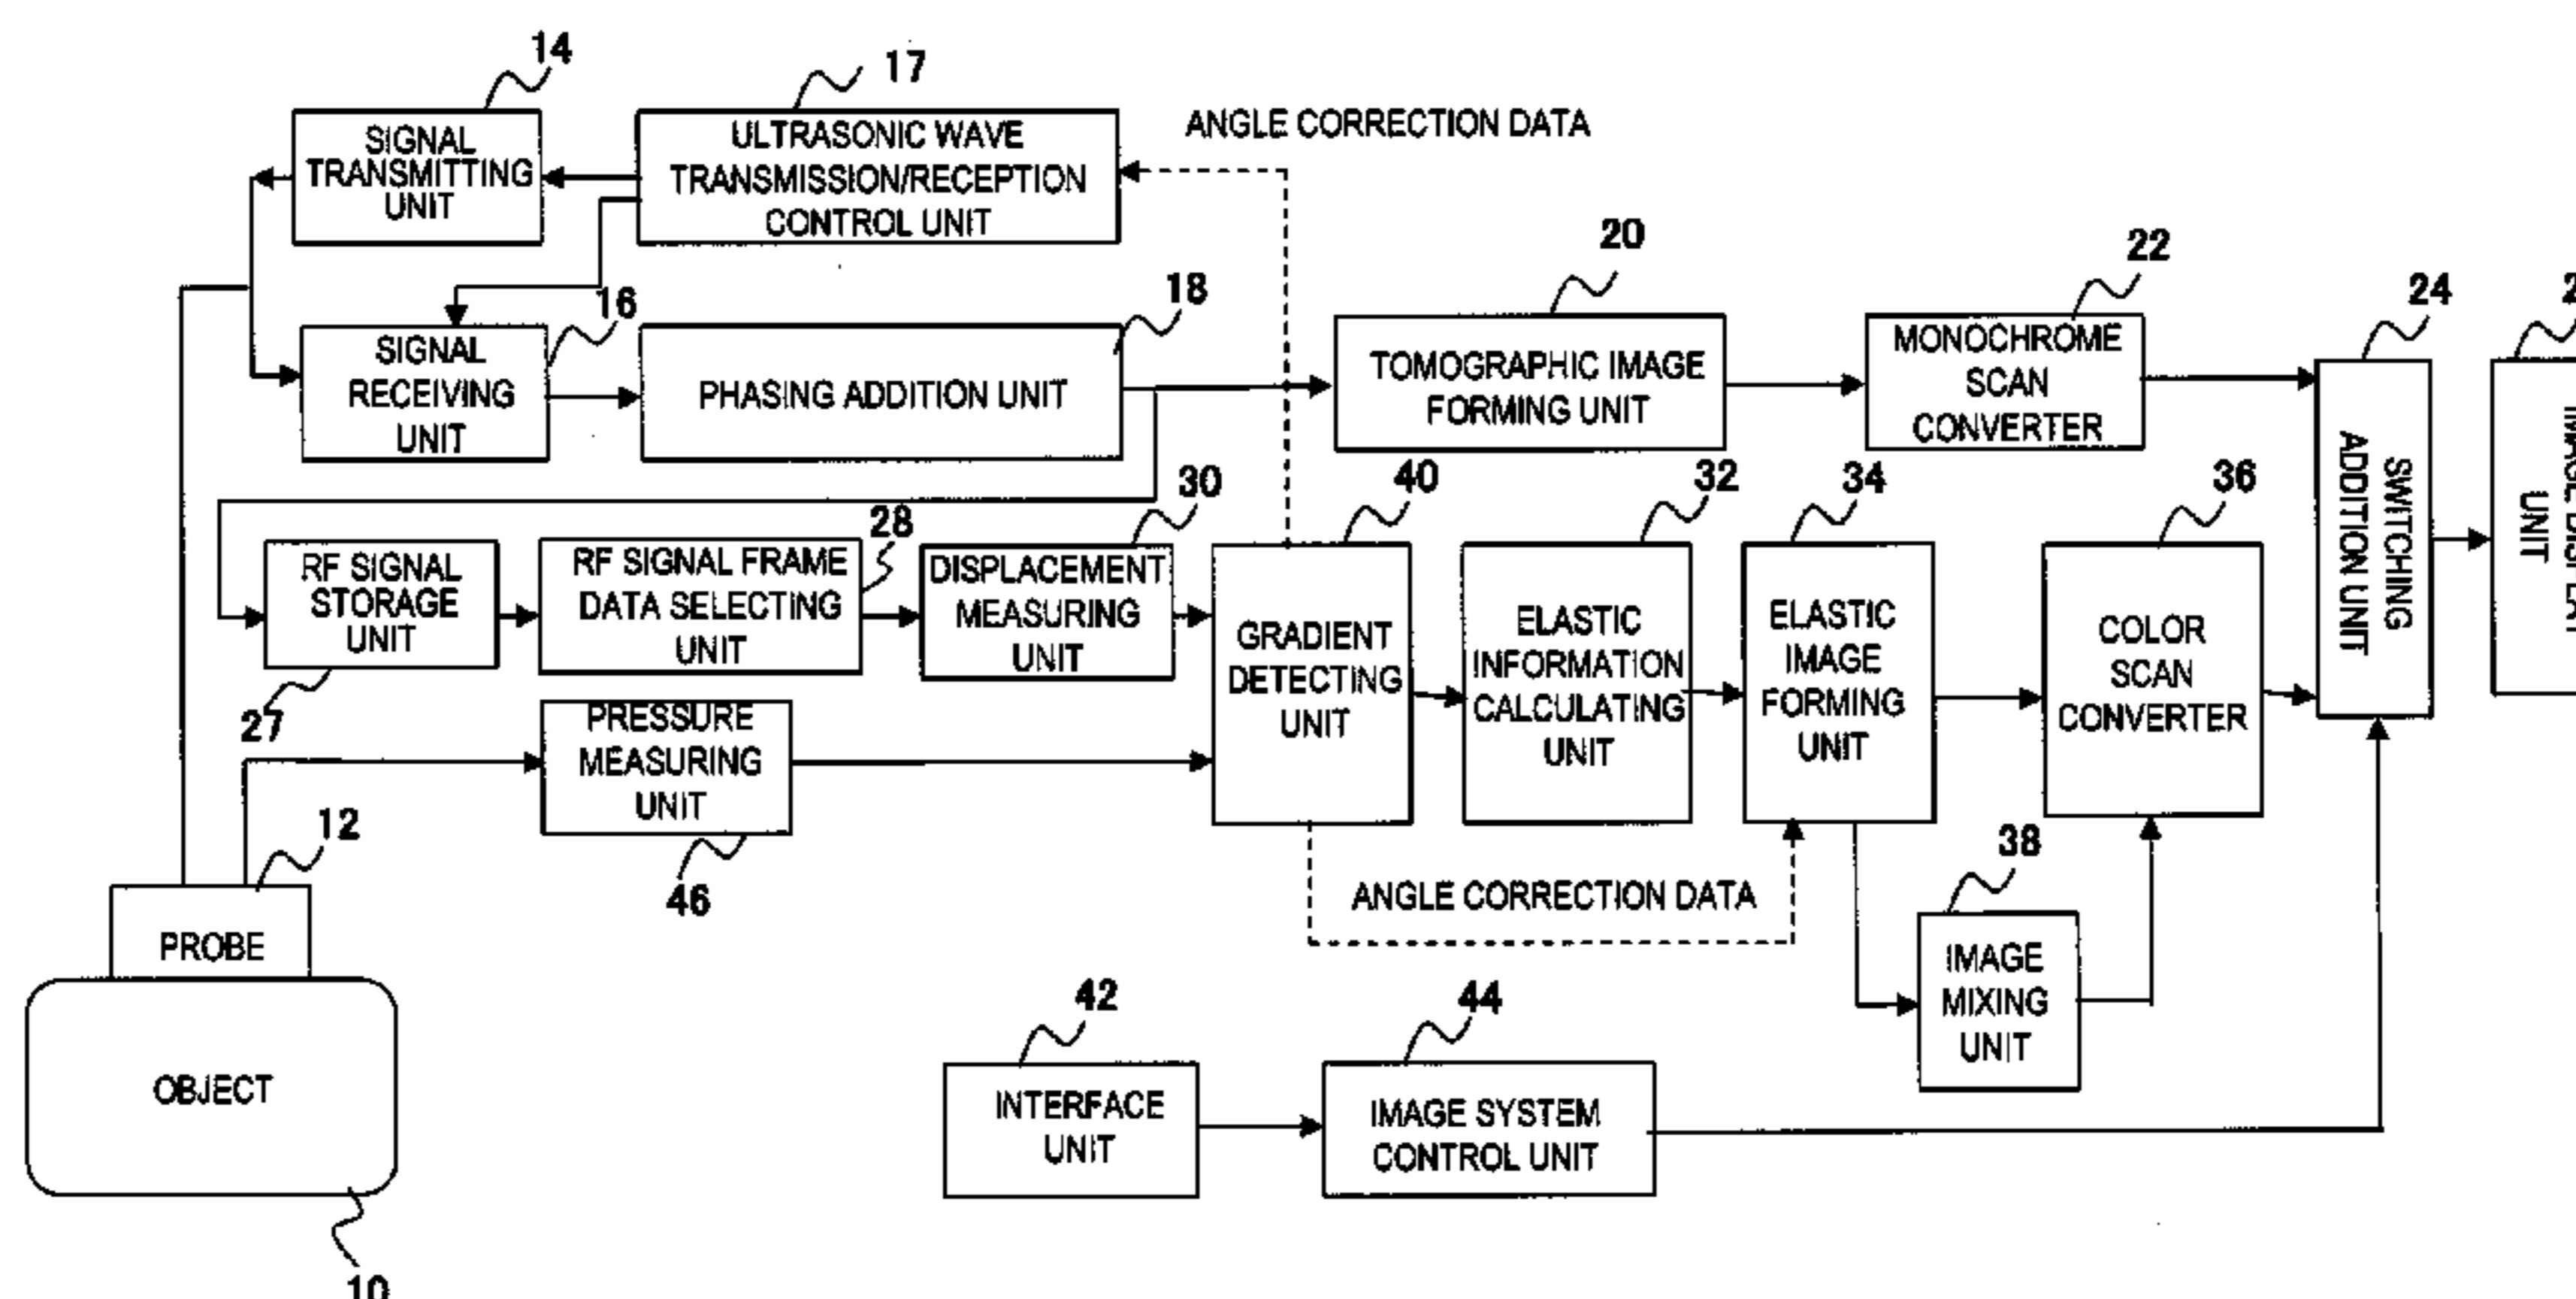 14
17
SIGNAL
TRANSMITTING
UNIT
ULTRASONIC WAVE
TRANSMISSION/RECEPTION
CONTROL UNIT
ANGLE CORRECTION DATA
16
18
20
22
24
SIGNAL
RECEIVING
UNIT
PHASING ADDITION UNIT
TOMOGRAPHIC IMAGE
FORMING UNIT
MONOCHROME
SCAN
CONVERTER
SWITCHING
ADDITION UNIT
UNIT
28
30
40
32
34
36
RF SIGNAL
STORAGE
UNIT
RF SIGNAL FRAME
DATA SELECTING
UNIT
DISPLACEMENT
MEASURING
UNIT
GRADIENT
DETECTING
UNIT
ELASTIC
INFORMATION
CALCULATING
UNIT
ELASTIC
IMAGE
FORMING
UNIT
COLOR
SCAN
CONVERTER
27
PRESSURE
MEASURING
UNIT
46
12
PROBE
ANGLE CORRECTION DATA
38
IMAGE
MIXING
UNIT
OBJECT
10
42
44
INTERFACE
UNIT
IMAGE SYSTEM
CONTROL UNIT